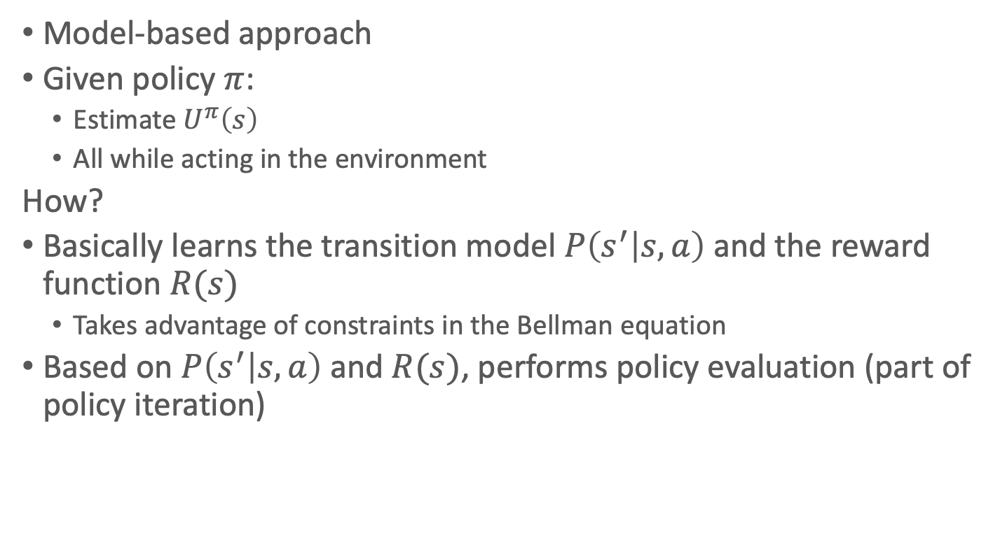 • Model-based approach
• Given policy π:
• Estimate U^π(s)
• All while acting in the environment
How?
• Basically learns the transition model P(s′|s, a) and the reward
function R(s)
• Takes advantage of constraints in the Bellman equation
• Based on P(s′|s, a) and R(s), performs policy evaluation (part of
policy iteration)